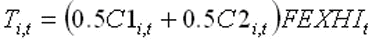 T_{i,t} = (0.5C1_{i,t} + 0.5C2_{i,t})FEXHI_t